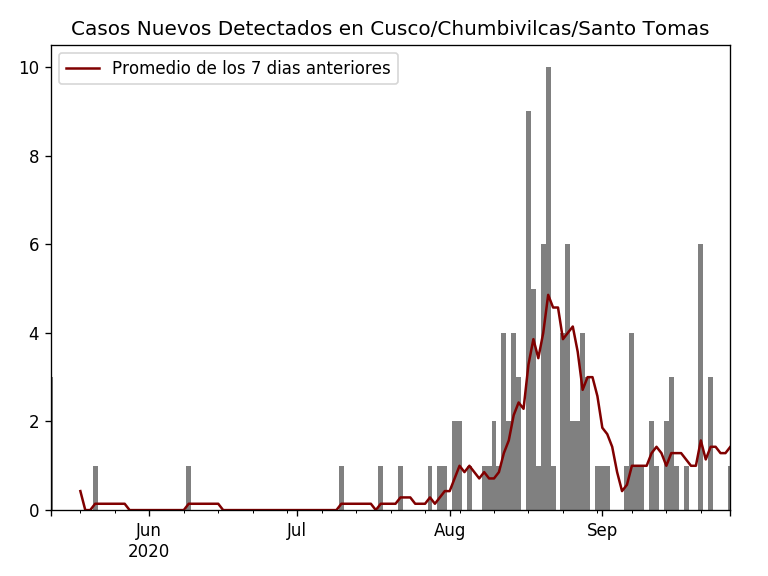 Casos Nuevos Detectados en Cusco/Chumbivilcas/Santo Tomas
Promedio de los 7 dias anteriores
10
8
6
4
2
0
Jun Jul Aug Sep
2020